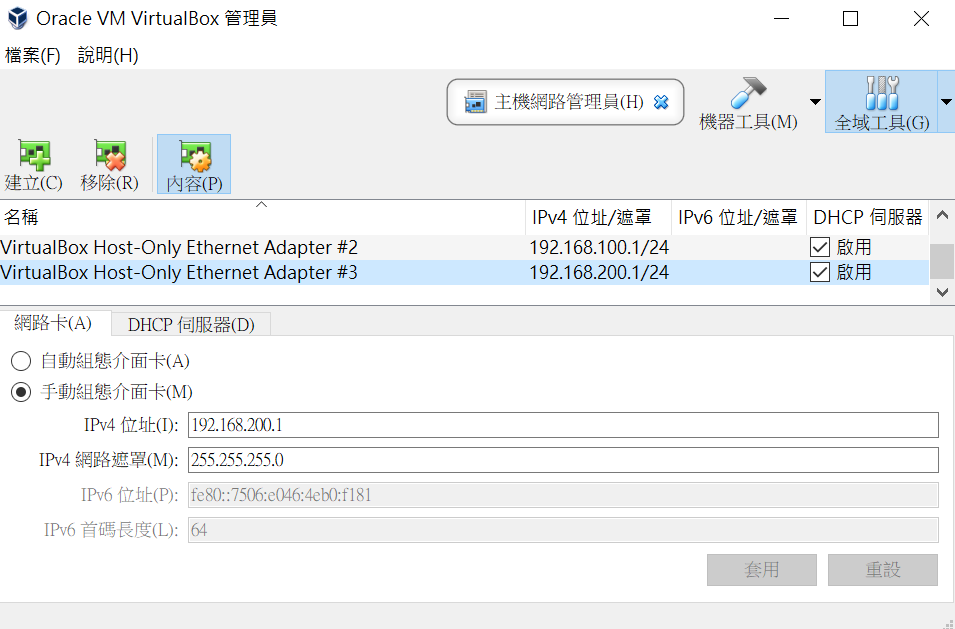 Oracle VM VirtualBox 管理員
檔案(F) 說明(H)
主機網路管理員(H)
機器工具(M)
全域工具(G)
建立(C) 移除(R) 內容(P)
名稱 IPv4 位址/遮罩 IPv6 位址/遮罩 DHCP 伺服器
VirtualBox Host-Only Ethernet Adapter #2 192.168.100.1/24 啟用
VirtualBox Host-Only Ethernet Adapter #3 192.168.200.1/24 啟用
網路卡(A) DHCP 伺服器(D)
自動組態介面卡(A)
手動組態介面卡(M)
IPv4 位址(I): 192.168.200.1
IPv4 網路遮罩(M): 255.255.255.0
IPv6 位址(P): fe80::7506:e046:4eb0:f181
IPv6 首碼長度(L): 64
套用 重設